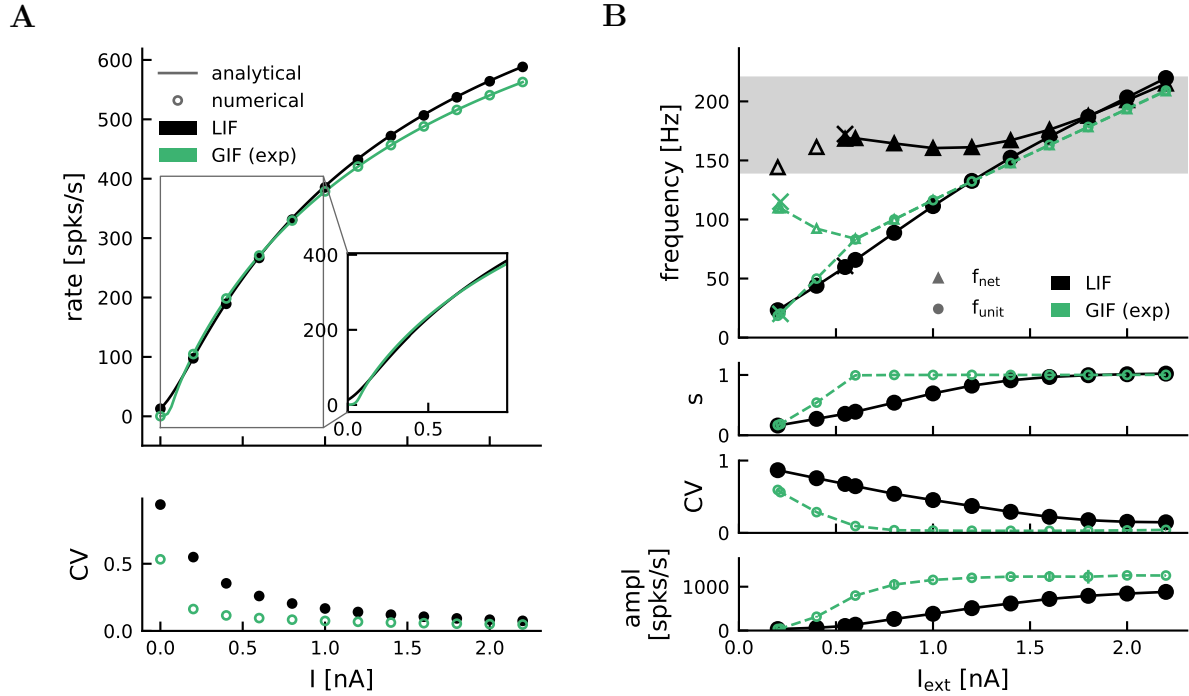 A
600
500
400
300
200
100
0
rate [spks/s]
analytical
numerical
LIF
GIF (exp)
400
200
0
0.0
0.5
0.5
0.0
CV
0.0
0.5
1.0
1.5
2.0
I [nA]
B
200
150
100
50
0
frequency [Hz]
f_net
f_unit
LIF
GIF (exp)
1
0
s
1
0
CV
1000
0
ampl
[spks/s]
0.0
0.5
1.0
1.5
2.0
I_ext [nA]